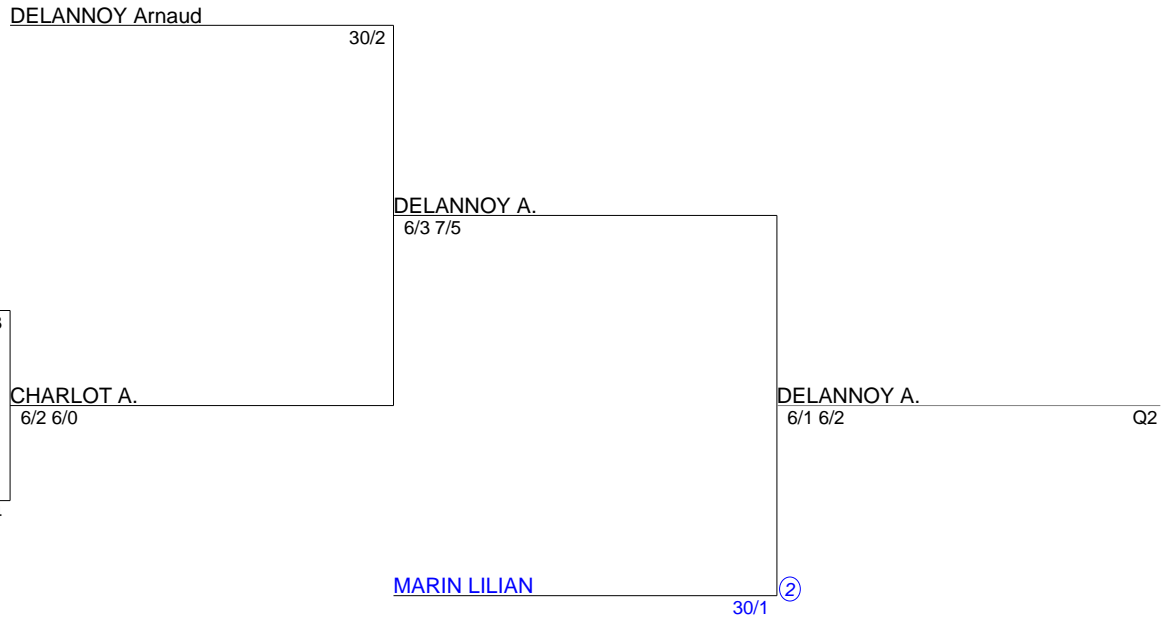 DELANNOY Arnaud
30/2
DELANNOY A.
6/3 7/5
CHARLOT A.
6/2 6/0
DELANNOY A.
6/1 6/2
Q2
MARIN LILIAN
2
30/1